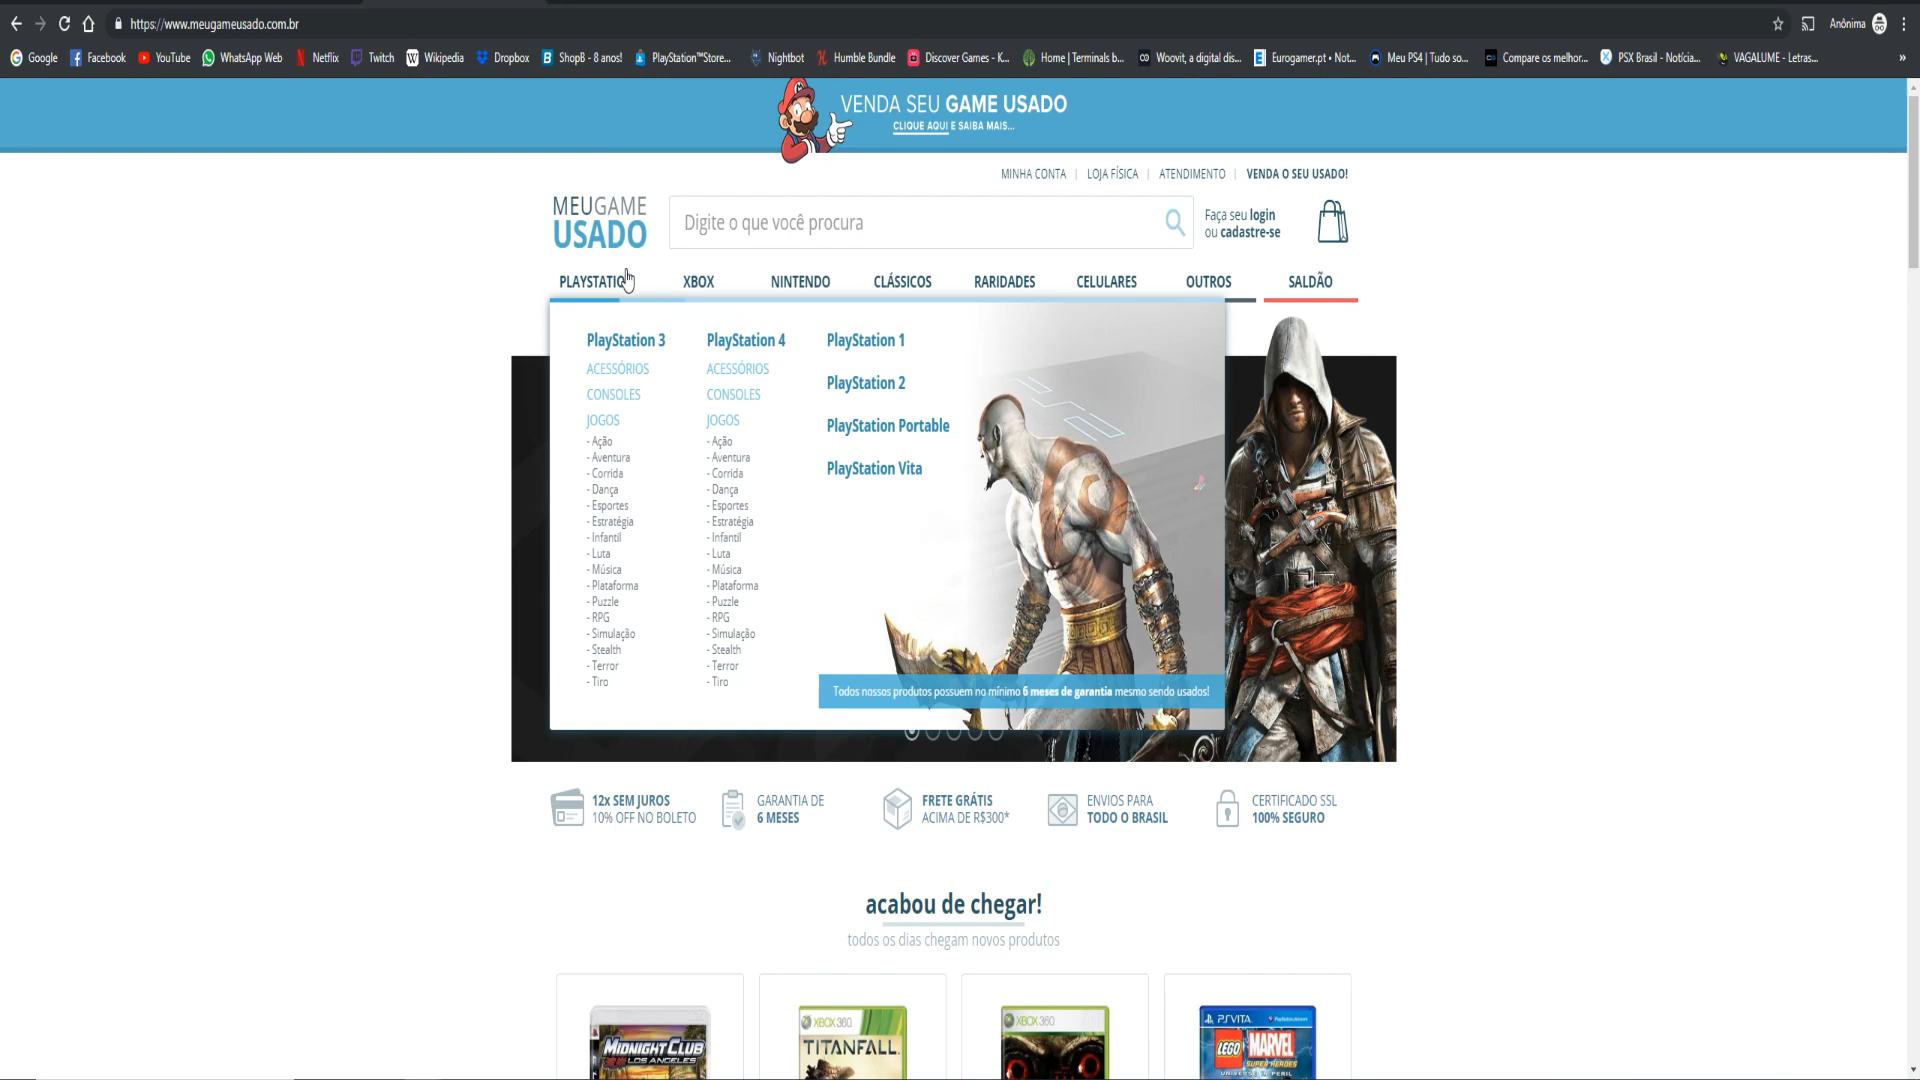 https://www.meugameusado.com.br
Anônima
Google
Facebook
YouTube
WhatsApp Web
Netflix
Twitch
Wikipedia
Dropbox
ShopB - 8 anos!
PlayStation™Store...
Nightbot
Humble Bundle
Discover Games - K...
Home | Terminals b...
Woovit, a digital dis...
Eurogamer.pt • Not...
Meu PS4 | Tudo so...
Compare os melhor...
PSX Brasil - Notícia...
VAGALUME - Letras...
»
VENDA SEU GAME USADO
CLIQUE AQUI E SAIBA MAIS...
MINHA CONTA | LOJA FÍSICA | ATENDIMENTO | VENDA O SEU USADO!
MEUGAME
USADO
Digite o que você procura
Faça seu login
ou cadastre-se
PLAYSTATIO
XBOX
NINTENDO
CLÁSSICOS
RARIDADES
CELULARES
OUTROS
SALDÃO
PlayStation 3
ACESSÓRIOS
CONSOLES
JOGOS
- Ação
- Aventura
- Corrida
- Dança
- Esportes
- Estratégia
- Infantil
- Luta
- Música
- Plataforma
- Puzzle
- RPG
- Simulação
- Stealth
- Terror
- Tiro
PlayStation 4
ACESSÓRIOS
CONSOLES
JOGOS
- Ação
- Aventura
- Corrida
- Dança
- Esportes
- Estratégia
- Infantil
- Luta
- Música
- Plataforma
- Puzzle
- RPG
- Simulação
- Stealth
- Terror
- Tiro
PlayStation 1
PlayStation 2
PlayStation Portable
PlayStation Vita
Todos nossos produtos possuem no mínimo 6 meses de garantia mesmo sendo usados!
12x SEM JUROS
10% OFF NO BOLETO
GARANTIA DE
6 MESES
FRETE GRÁTIS
ACIMA DE R$300*
ENVIOS PARA
TODO O BRASIL
CERTIFICADO SSL
100% SEGURO
acabou de chegar!
todos os dias chegam novos produtos
MIDNIGHT CLUB
LOS ANGELES
XBOX 360
TITANFALL
XBOX 360
PSVITA
LEGO MARVEL
SUPER HEROES
UNIVERSE IN PERIL